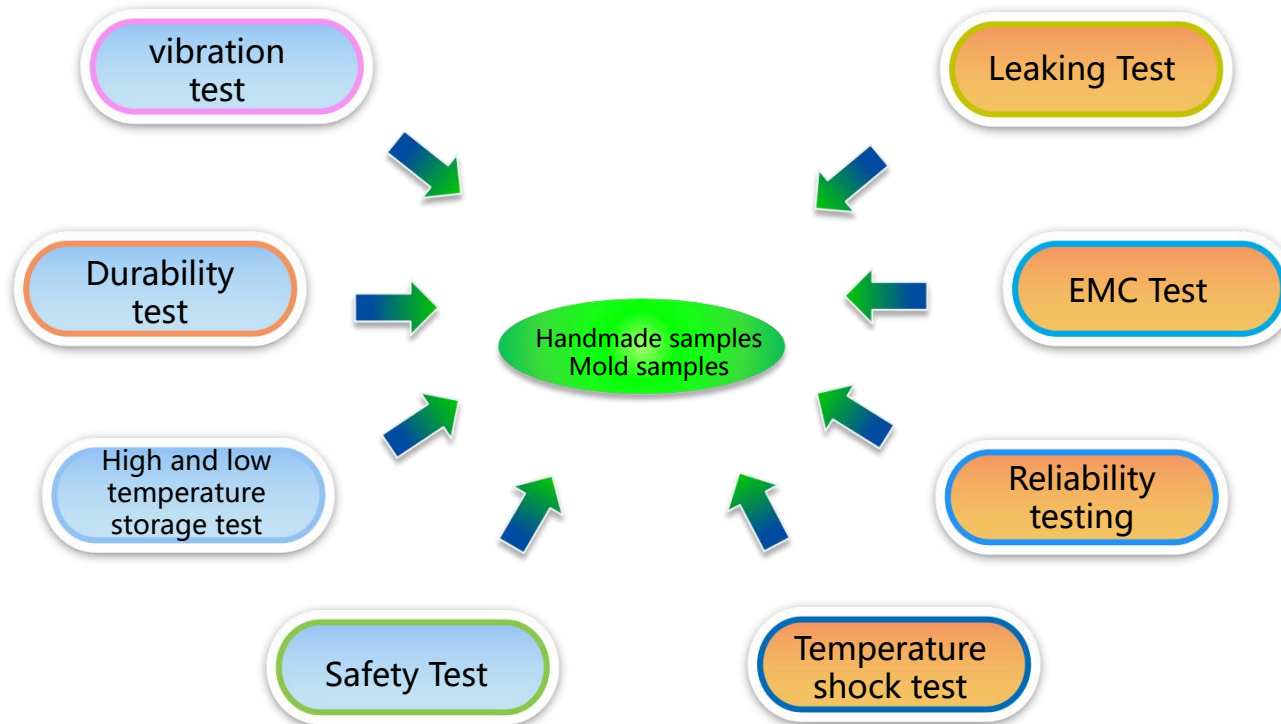 vibration
test
Leaking Test
Durability
test
EMC Test
Handmade samples
Mold samples
High and low
temperature
storage test
Reliability
testing
Safety Test
Temperature
shock test